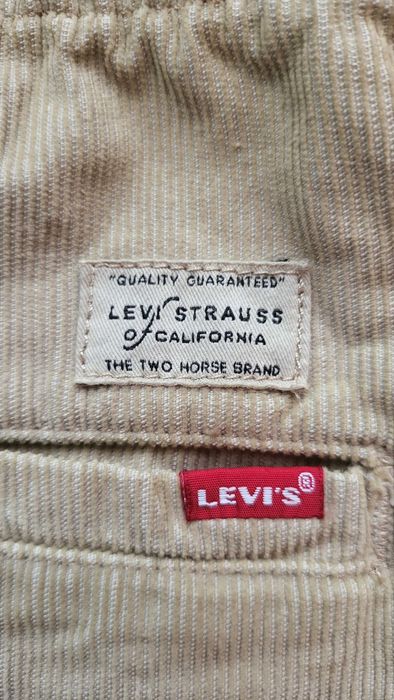 "QUALITY GUARANTEED"
LEVI STRAUSS
of CALIFORNIA
THE TWO HORSE BRAND
LEVI'S®